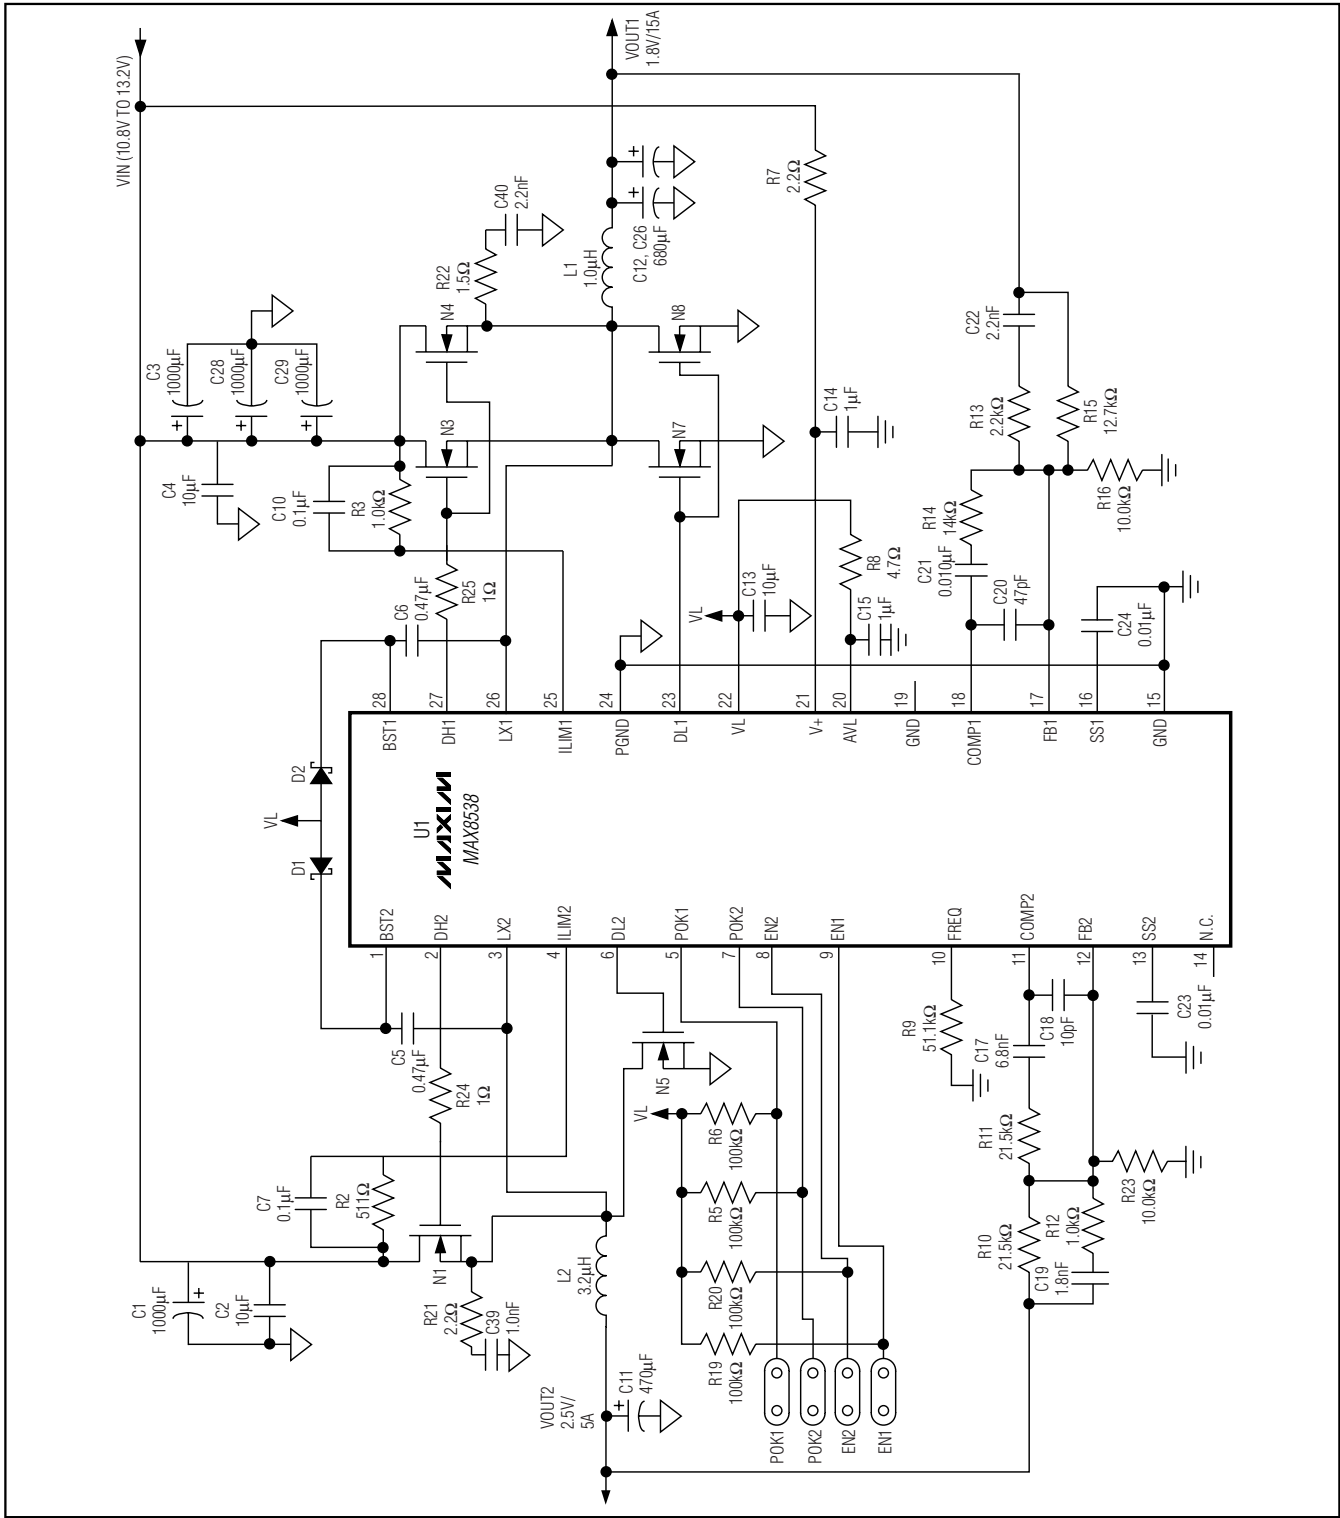 VIN (10.8V TO 13.2V)
VOUT1
1.8V/15A
C3
1000µF
C28
1000µF
C29
1000µF
C4
10µF
C10
0.1µF
R3
1.0kΩ
N3
N4
R22
1.5Ω
C40
2.2nF
L1
1.0µH
C12, C26
680µF
N7
N8
R7
2.2Ω
C14
1µF
C22
2.2nF
R13
2.2kΩ
R15
12.7kΩ
R16
10.0kΩ
R14
14kΩ
C21
0.010µF
C20
47pF
C24
0.01µF
R8
4.7Ω
C15
1µF
C13
10µF
VL
R25
1Ω
C6
0.47µF
D2
VL
D1
28
27
26
25
24
23
22
21
20
19
18
17
16
15
BST1
DH1
LX1
ILIM1
PGND
DL1
VL
V+
AVL
GND
COMP1
FB1
SS1
GND
U1
MAXIM
MAX8538
BST2
DH2
LX2
ILIM2
DL2
POK1
POK2
EN2
EN1
FREQ
COMP2
FB2
SS2
N.C.
1
2
3
4
6
5
7
8
9
10
11
12
13
14
C5
0.47µF
R24
1Ω
N5
VL
R6
100kΩ
R5
100kΩ
R20
100kΩ
R19
100kΩ
R9
51.1kΩ
C17
6.8nF
C18
10pF
C23
0.01µF
R11
21.5kΩ
R23
10.0kΩ
R10
21.5kΩ
R12
1.0kΩ
C19
1.8nF
C7
0.1µF
R2
511Ω
C1
1000µF
C2
10µF
N1
R21
2.2Ω
C39
1.0nF
L2
3.2µH
VOUT2
2.5V/
5A
C11
470µF
POK1
POK2
EN2
EN1